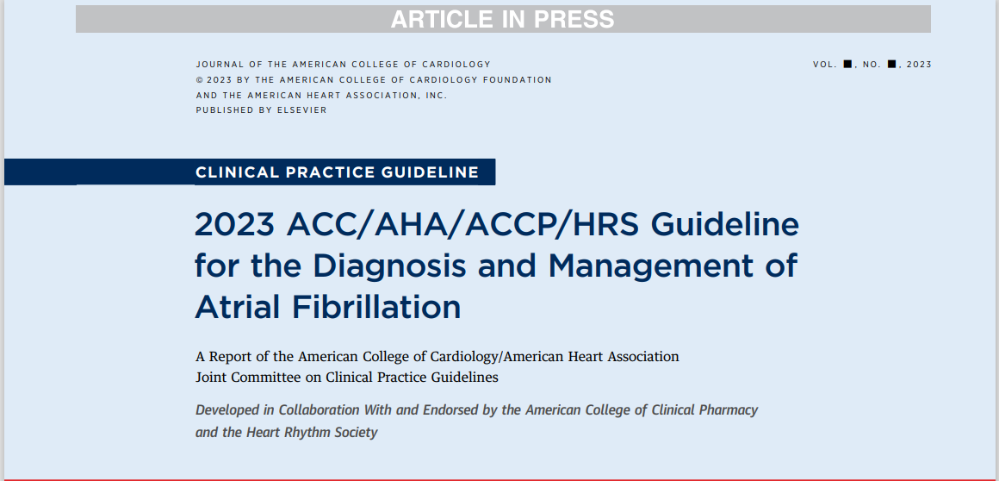 ARTICLE IN PRESS
JOURNAL OF THE AMERICAN COLLEGE OF CARDIOLOGY
© 2023 BY THE AMERICAN COLLEGE OF CARDIOLOGY FOUNDATION
AND THE AMERICAN HEART ASSOCIATION, INC.
PUBLISHED BY ELSEVIER
VOL. ■, NO. ■, 2023
CLINICAL PRACTICE GUIDELINE
2023 ACC/AHA/ACCP/HRS Guideline
for the Diagnosis and Management of
Atrial Fibrillation
A Report of the American College of Cardiology/American Heart Association
Joint Committee on Clinical Practice Guidelines
Developed in Collaboration With and Endorsed by the American College of Clinical Pharmacy
and the Heart Rhythm Society